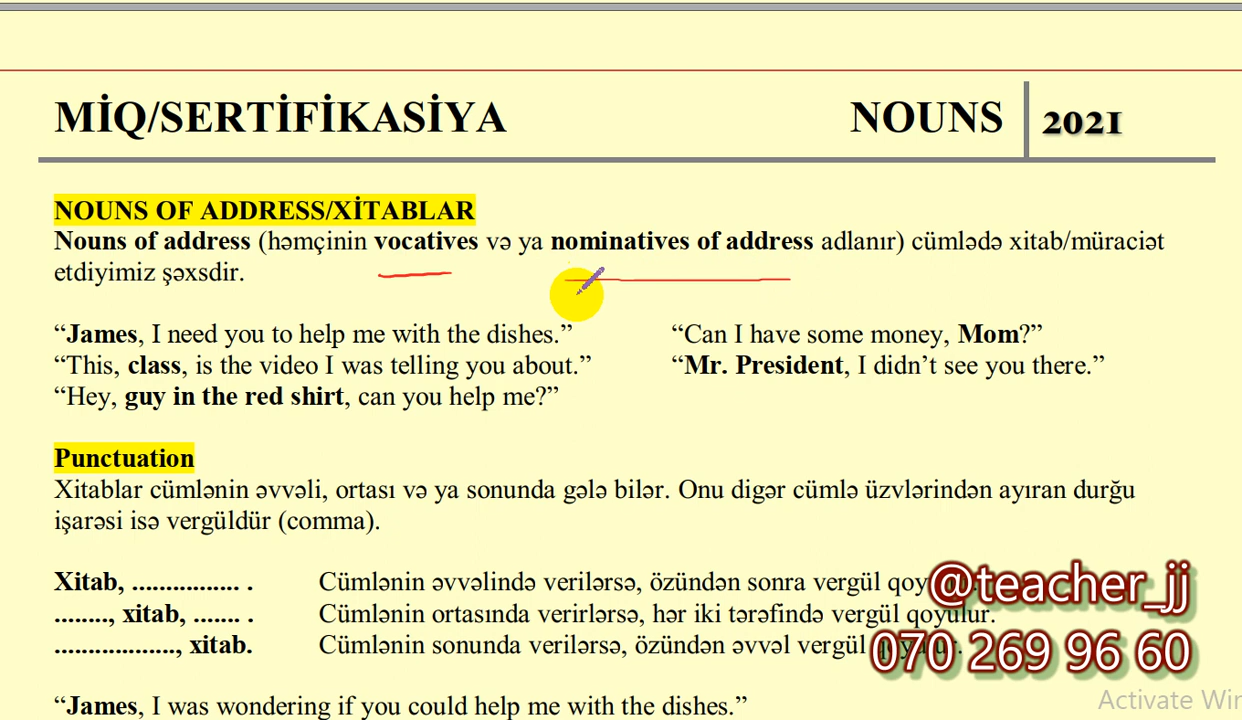 MİQ/SERTİFİKASİYA NOUNS 2021
NOUNS OF ADDRESS/XİTABLAR
Nouns of address (həmçinin vocatives və ya nominatives of address adlanır) cümlədə xitab/müraciət
etdiyimiz şəxsdir.
“James, I need you to help me with the dishes.” “Can I have some money, Mom?”
“This, class, is the video I was telling you about.” “Mr. President, I didn’t see you there.”
“Hey, guy in the red shirt, can you help me?”
Punctuation
Xitablar cümlənin əvvəli, ortası və ya sonunda gələ bilər. Onu digər cümlə üzvlərindən ayıran durğu
işarəsi isə vergüldür (comma).
Xitab, ................ . Cümlənin əvvəlində verilərsə, özündən sonra vergül
........, xitab, ....... . Cümlənin ortasında verirlərsə, hər iki tərəfində vergül qoyulur.
.................., xitab. Cümlənin sonunda verilərsə, özündən əvvəl vergül
@teacher_jj
070 269 96 60
Activate
“James, I was wondering if you could help me with the dishes.”